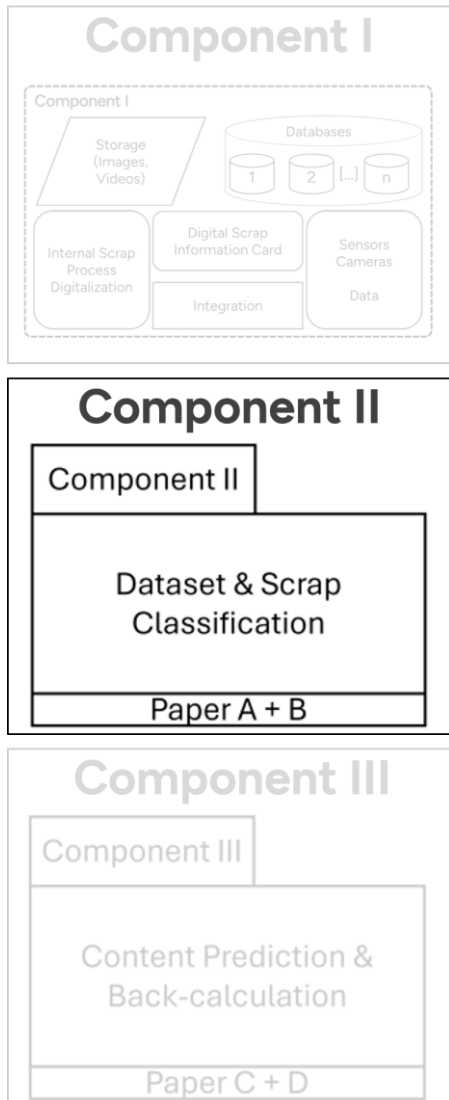 Component I
Component I
Storage
(Images,
Videos)
Databases
1
2
[...]
n
Internal Scrap
Process
Digitalization
Digital Scrap
Information Card
Integration
Sensors
Cameras
Data
Component II
Component II
Dataset & Scrap
Classification
Paper A + B
Component III
Component III
Content Prediction &
Back-calculation
Paper C + D